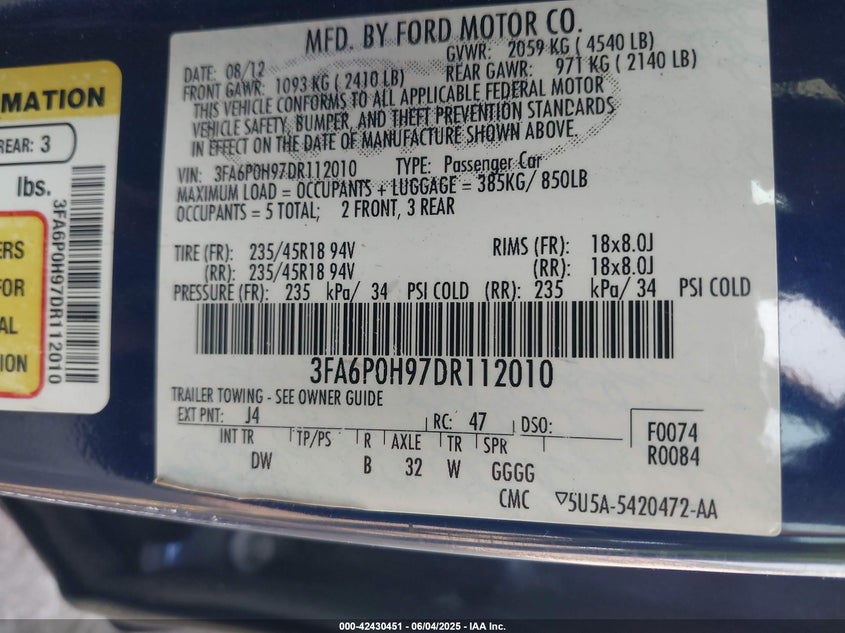 MFD. BY FORD MOTOR CO.
DATE: 08/12
GVWR: 2059 KG ( 4540 LB)
FRONT GAWR: 1093 KG ( 2410 LB)
REAR GAWR: 971 KG ( 2140 LB)
THIS VEHICLE CONFORMS TO ALL APPLICABLE FEDERAL MOTOR
VEHICLE SAFETY, BUMPER, AND THEFT PREVENTION STANDARDS
IN EFFECT ON THE DATE OF MANUFACTURE SHOWN ABOVE.
VIN: 3FA6P0H97DR112010 TYPE: Passenger Car
MAXIMUM LOAD = OCCUPANTS + LUGGAGE = 385KG/ 850LB
OCCUPANTS = 5 TOTAL; 2 FRONT, 3 REAR
TIRE (FR): 235/45R18 94V RIMS (FR): 18x8.0J
(RR): 235/45R18 94V (RR): 18x8.0J
PRESSURE (FR): 235 kPa/ 34 PSI COLD (RR): 235 kPa/ 34 PSI COLD
3FA6P0H97DR112010
TRAILER TOWING - SEE OWNER GUIDE
EXT PNT: J4 RC: 47 DSO:
F0074
R0084
INT TR TP/PS R AXLE TR SPR
DW B 32 W GGGG
CMC 5U5A-5420472-AA
MATION
REAR: 3
lbs.
3FA6P0H97DR112010
ERS
FOR
AL
ION
000-42430451 - 06/04/2025 - IAA Inc.